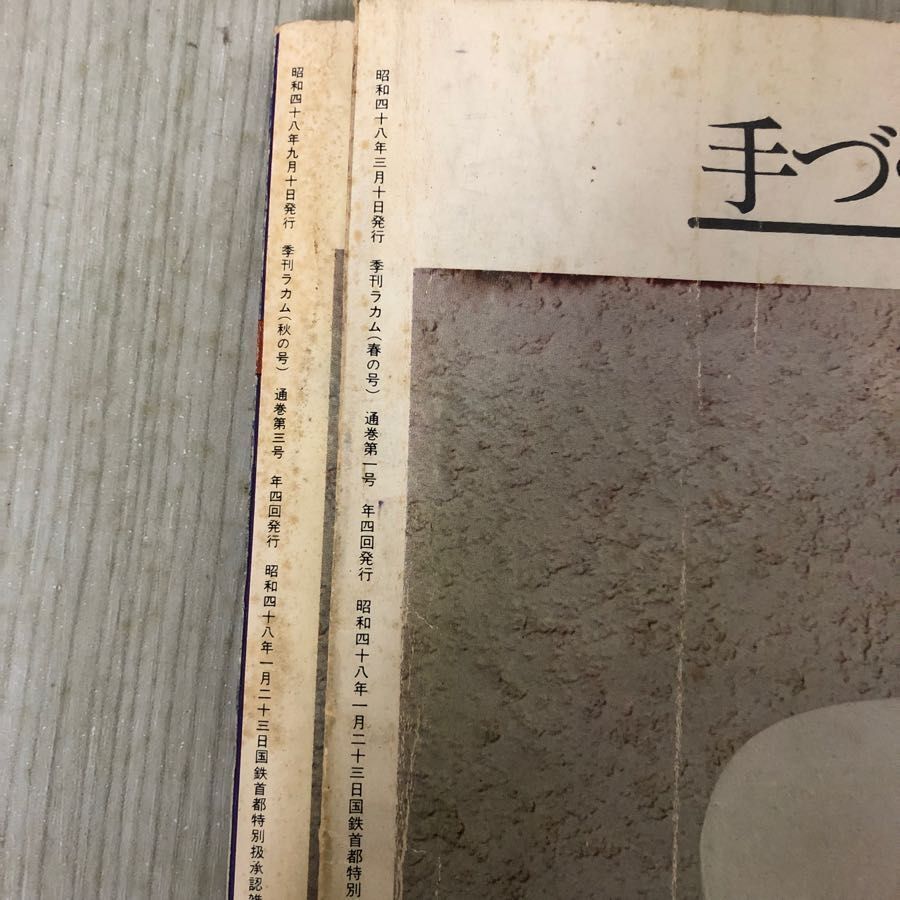 手づ
昭和四十八年三月十日発行 季刊ラカム(春の号) 通巻第一号 年四回発行 昭和四十八年一月二十三日国鉄首都特別
昭和四十八年九月十日発行 季刊ラカム(秋の号) 通巻第三号 年四回発行 昭和四十八年一月二十三日国鉄首都特別扱承認雑